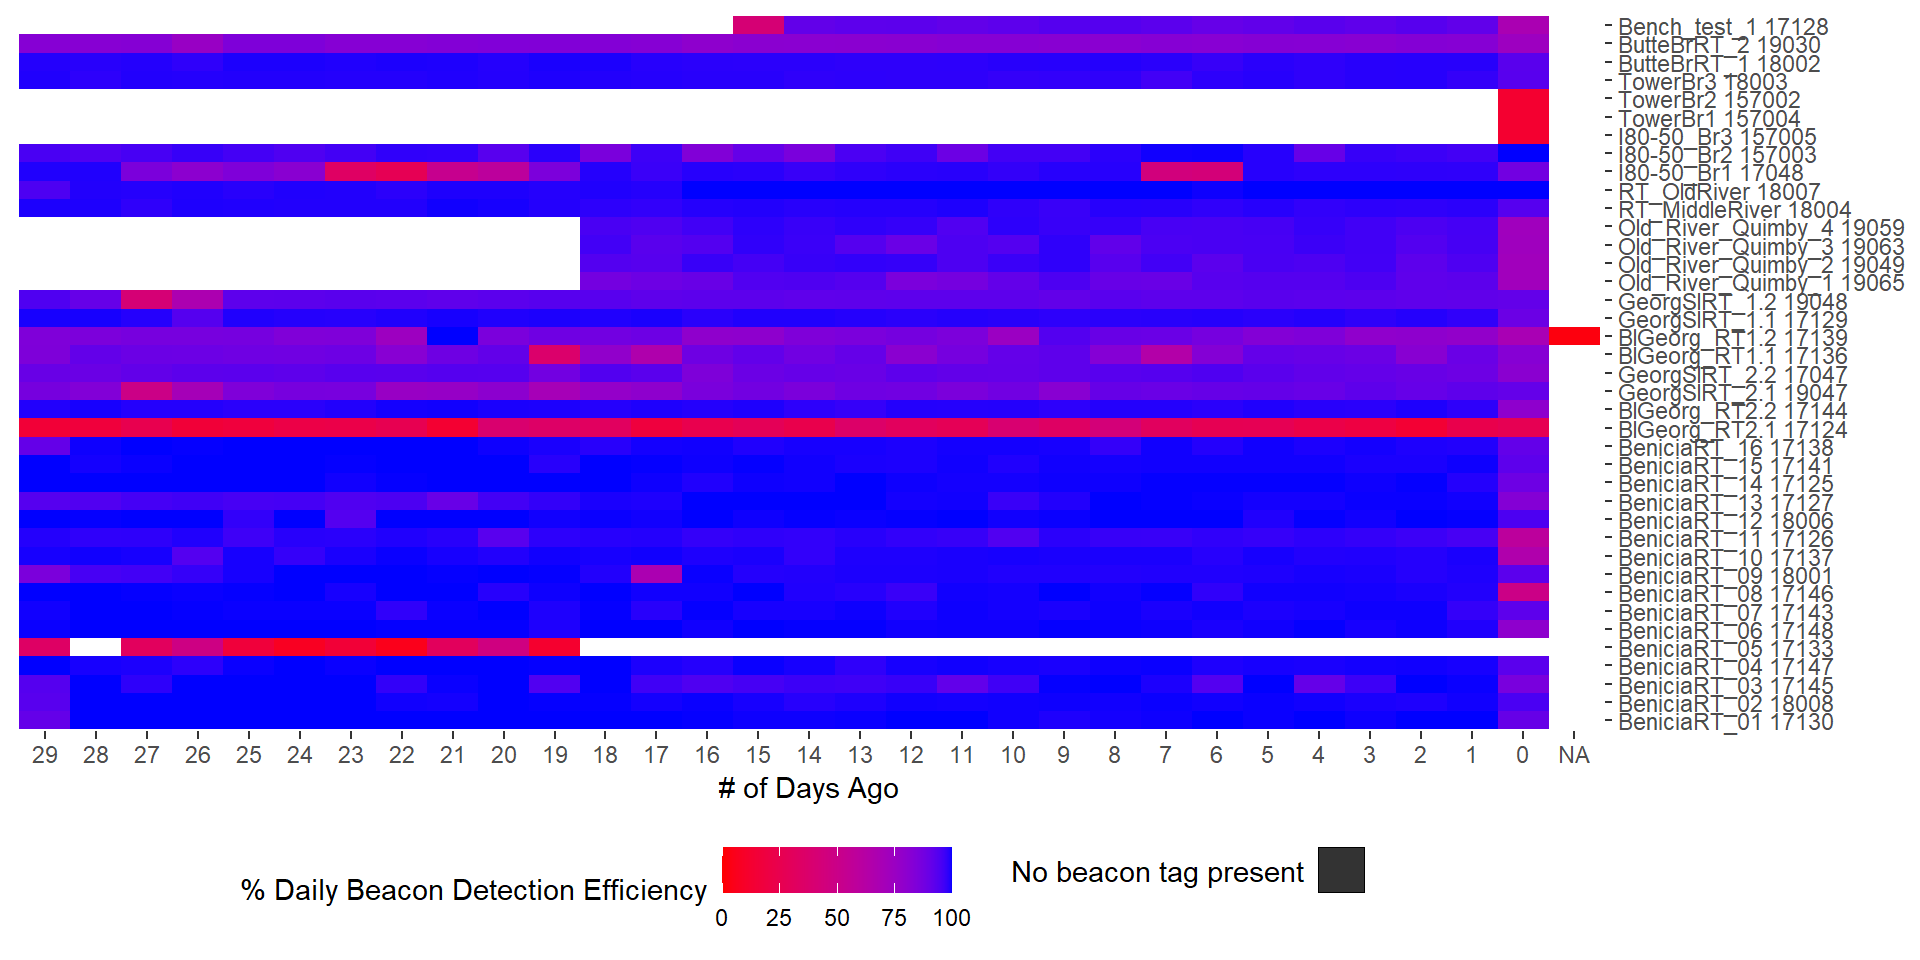 Bench_test_1 17128
ButteBrRT_2 19030
ButteBrRT_1 18002
TowerBr3 18003
TowerBr2 157002
TowerBr1 157004
I80-50_Br3 157005
I80-50_Br2 157003
I80-50_Br1 17048
RT_OldRiver 18007
RT_MiddleRiver 18004
Old_River_Quimby_4 19059
Old_River_Quimby_3 19063
Old_River_Quimby_2 19049
Old_River_Quimby_1 19065
GeorgSlRT_1.2 19048
GeorgSlRT_1.1 17129
BlGeorg_RT1.2 17139
BlGeorg_RT1.1 17136
GeorgSlRT_2.2 17047
GeorgSlRT_2.1 19047
BlGeorg_RT2.2 17144
BlGeorg_RT2.1 17124
BeniciaRT_16 17138
BeniciaRT_15 17141
BeniciaRT_14 17125
BeniciaRT_13 17127
BeniciaRT_12 18006
BeniciaRT_11 17126
BeniciaRT_10 17137
BeniciaRT_09 18001
BeniciaRT_08 17146
BeniciaRT_07 17143
BeniciaRT_06 17148
BeniciaRT_05 17133
BeniciaRT_04 17147
BeniciaRT_03 17145
BeniciaRT_02 18008
BeniciaRT_01 17130
29 28 27 26 25 24 23 22 21 20 19 18 17 16 15 14 13 12 11 10 9 8 7 6 5 4 3 2 1 0 NA
# of Days Ago
% Daily Beacon Detection Efficiency
0 25 50 75 100
No beacon tag present